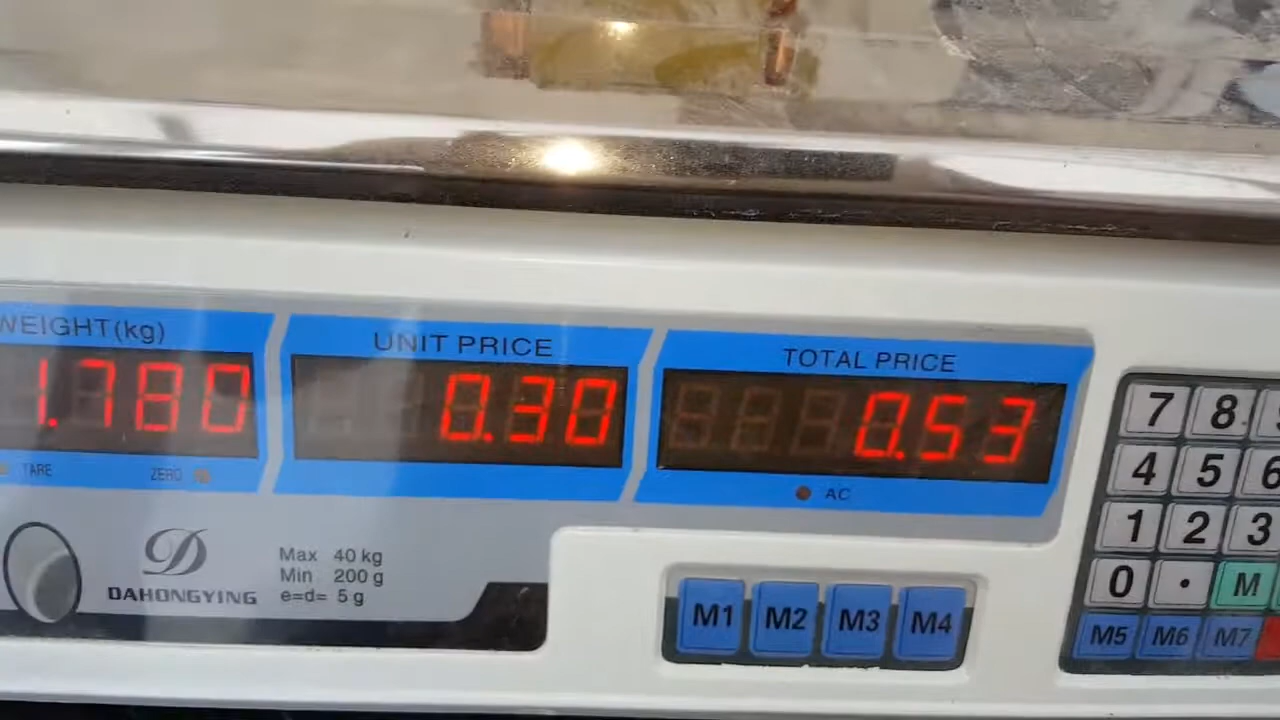 WEIGHT(kg)
UNIT PRICE
TOTAL PRICE
1.780
0.30
0.53
TARE
ZERO
AC
DAHONGYING
Max 40 kg
Min 200 g
e=d= 5 g
M1 M2 M3 M4
7 8
4 5 6
1 2 3
0 . M
M5 M6 M7